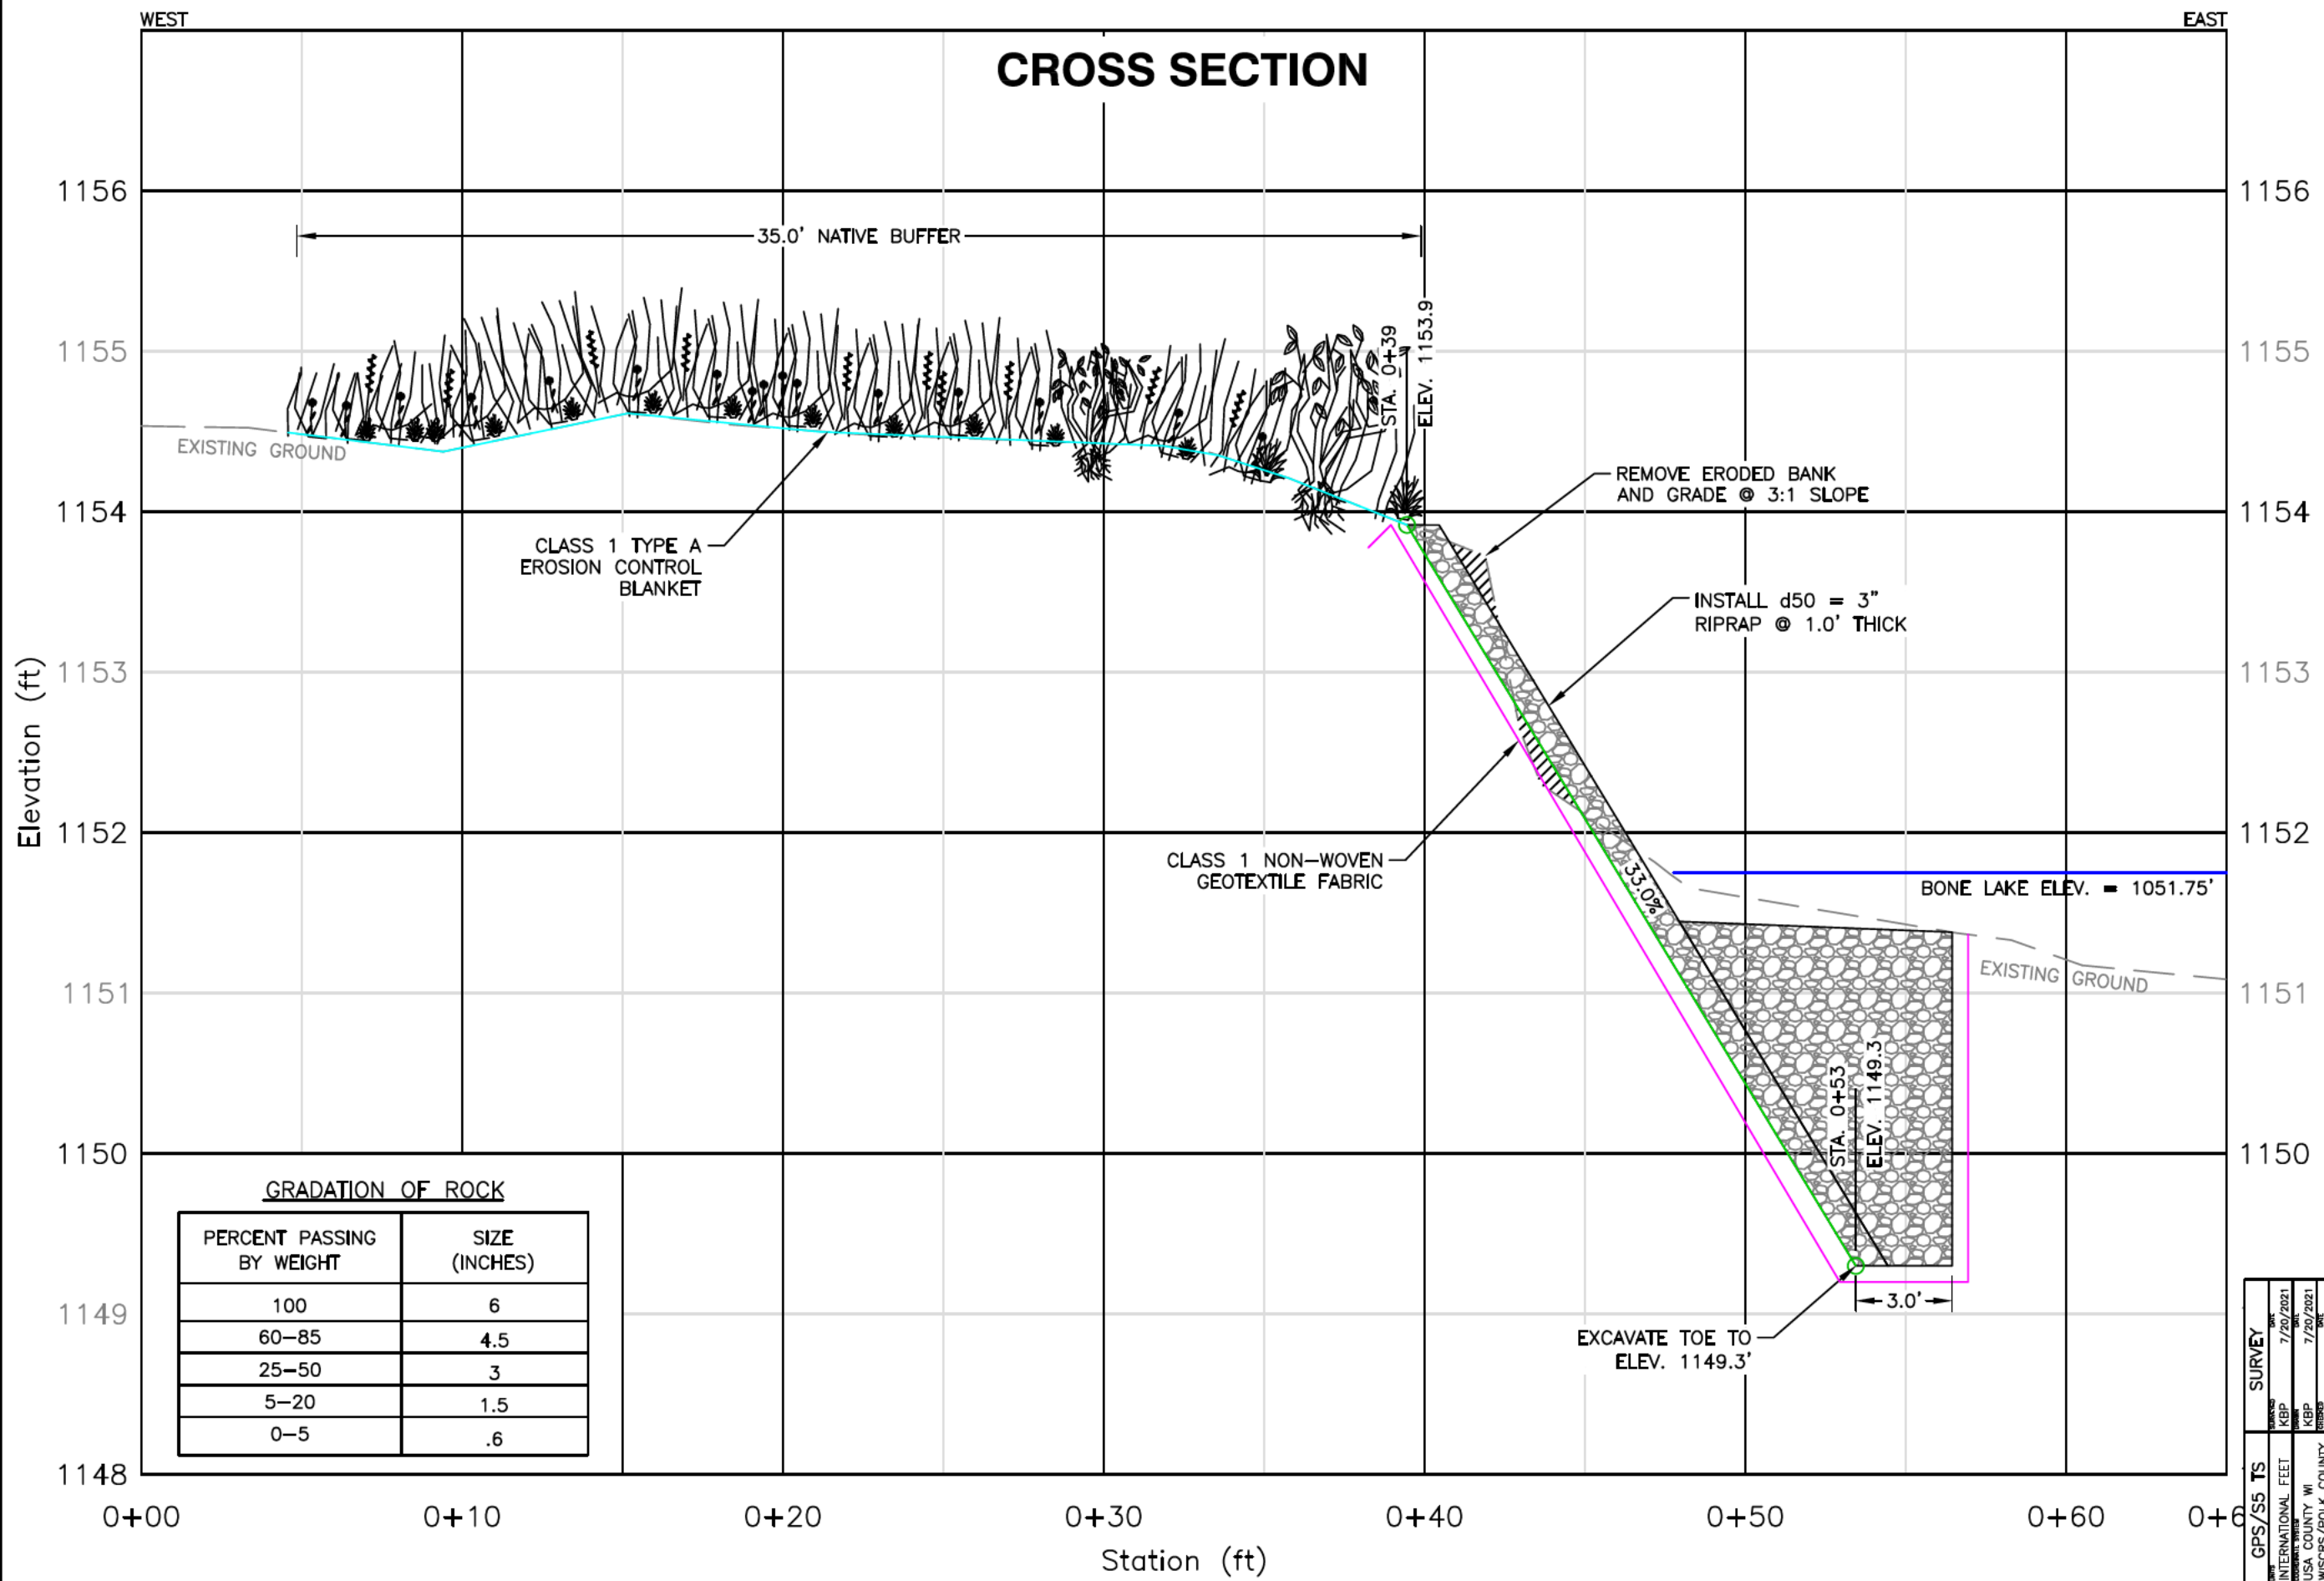 WEST
EAST
CROSS SECTION
1156
1156
35.0' NATIVE BUFFER
STA. 0+39
ELEV. 1153.9
1155
1155
EXISTING GROUND
REMOVE ERODED BANK
AND GRADE @ 3:1 SLOPE
1154
1154
CLASS 1 TYPE A
EROSION CONTROL
BLANKET
INSTALL d50 = 3"
RIPRAP @ 1.0' THICK
Elevation (ft)
1153
1153
1152
1152
CLASS 1 NON-WOVEN
GEOTEXTILE FABRIC
33.0%
BONE LAKE ELEV. = 1051.75'
EXISTING GROUND
1151
1151
STA. 0+53
ELEV. 1149.3
1150
1150
GRADATION OF ROCK
PERCENT PASSING
BY WEIGHT
SIZE
(INCHES)
100
6
60-85
4.5
25-50
3
5-20
1.5
0-5
.6
1149
3.0'
EXCAVATE TOE TO
ELEV. 1149.3'
1148
0+00
0+10
0+20
0+30
0+40
0+50
0+60
0+6
Station (ft)
SURVEY
KBP
7/20/2021
KBP
7/20/2021
GPS/S5 TS
INTERNATIONAL FEET
USA COUNTY WI